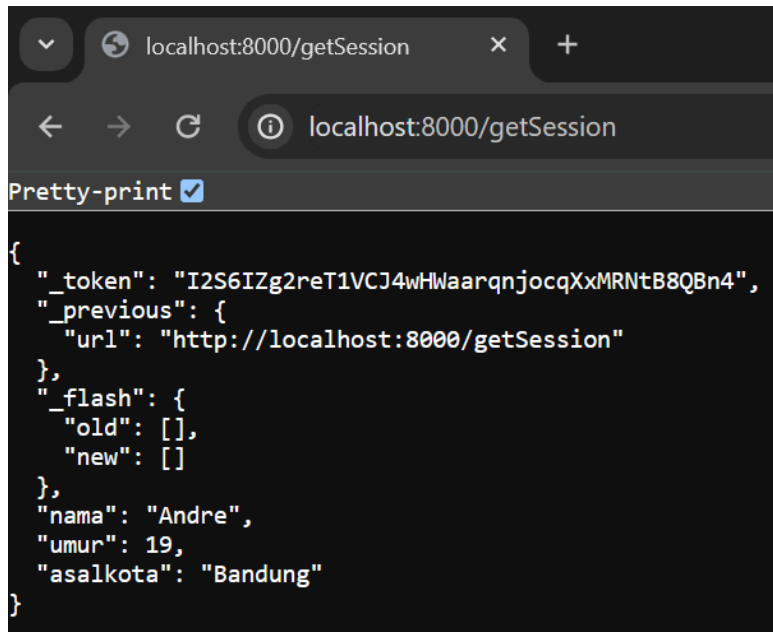 localhost:8000/getSession
localhost:8000/getSession
Pretty-print
{
  "_token": "I2S6IZg2reT1VCJ4wHWaarqnjocqXxMRNtB8QBn4",
  "_previous": {
    "url": "http://localhost:8000/getSession"
  },
  "_flash": {
    "old": [],
    "new": []
  },
  "nama": "Andre",
  "umur": 19,
  "asalkota": "Bandung"
}